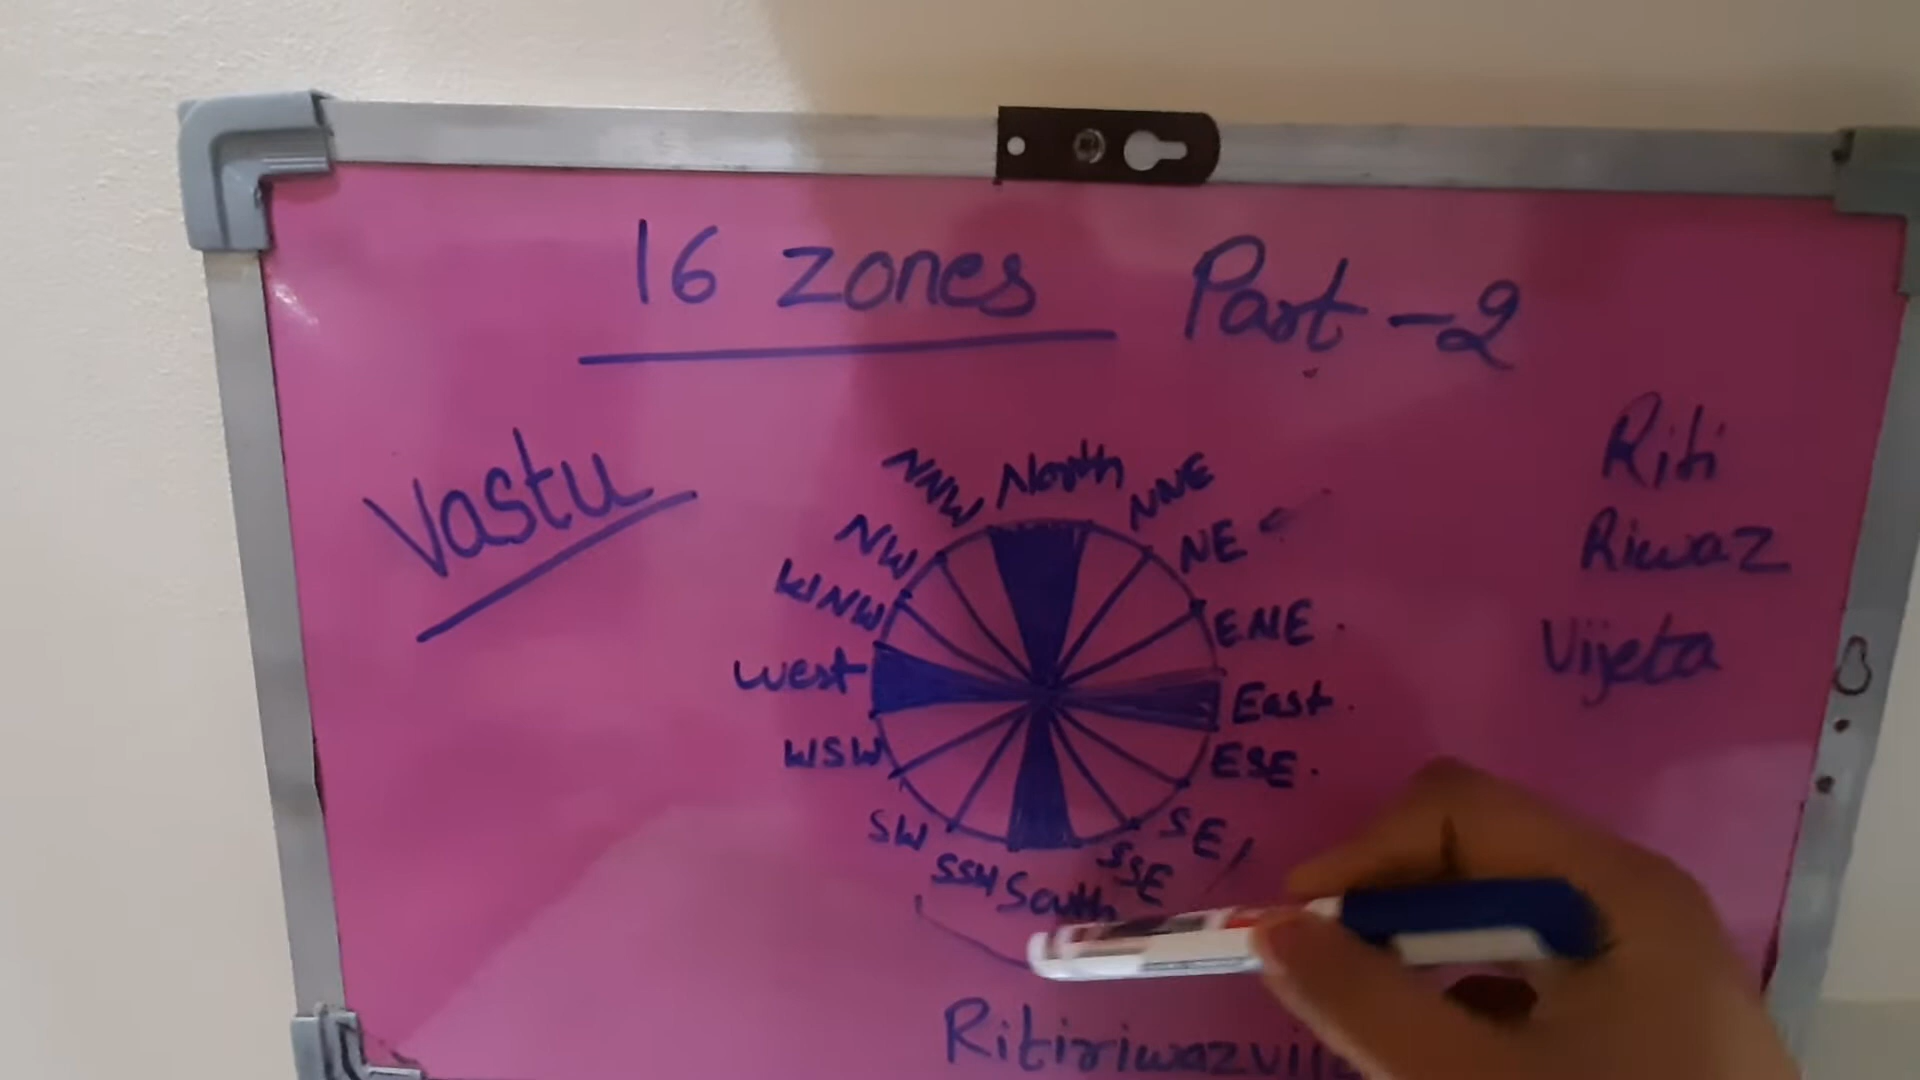 16 zones Part-2
Vastu
Riti
Riwaz
Vijeta
North
NNE
NE
ENE
East
ESE
SE
SSE
South
SSW
SW
WSW
West
WNW
NW
NNW